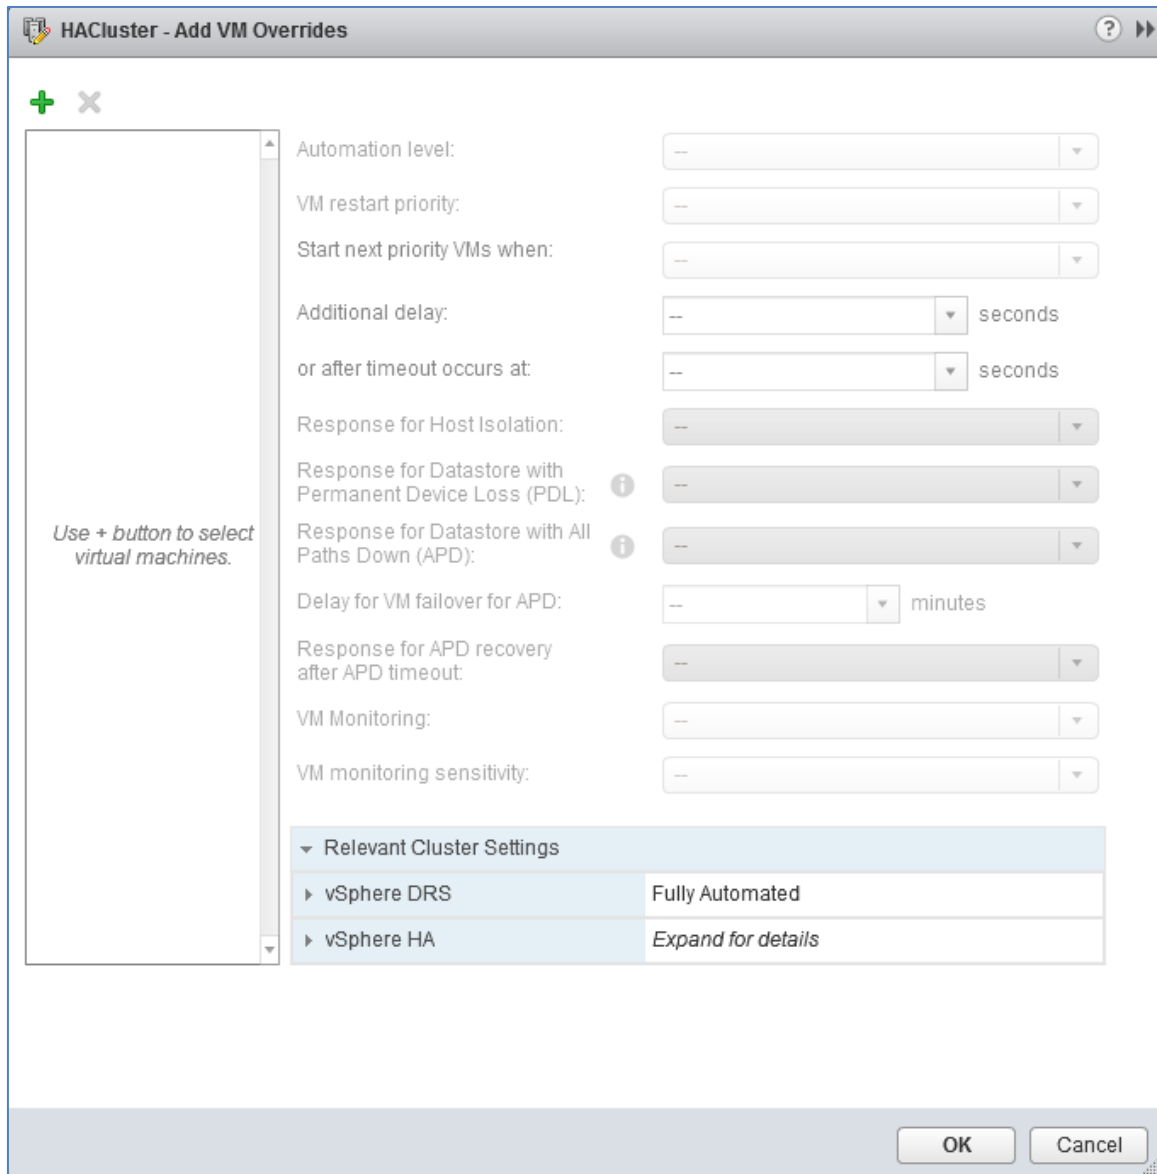 HACluster - Add VM Overrides
Automation level: --
VM restart priority: --
Start next priority VMs when: --
Additional delay: -- seconds
or after timeout occurs at: -- seconds
Response for Host Isolation: --
Response for Datastore with
Permanent Device Loss (PDL): --
Use + button to select
virtual machines.
Response for Datastore with All
Paths Down (APD): --
Delay for VM failover for APD: -- minutes
Response for APD recovery
after APD timeout: --
VM Monitoring: --
VM monitoring sensitivity: --
Relevant Cluster Settings
vSphere DRS Fully Automated
vSphere HA Expand for details
OK Cancel